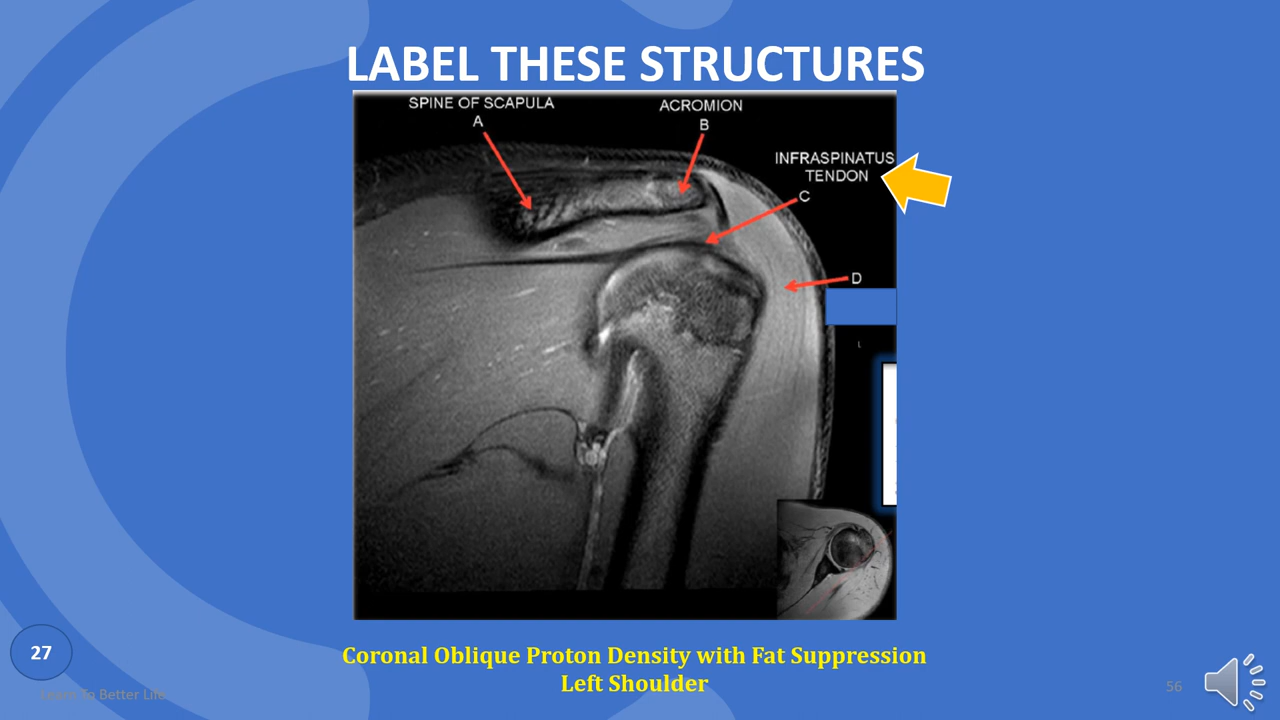 LABEL THESE STRUCTURES
SPINE OF SCAPULA
A
ACROMION
B
INFRASPINATUS
TENDON
C
D
L
Coronal Oblique Proton Density with Fat Suppression
Left Shoulder
27
Learn To Better Life
56